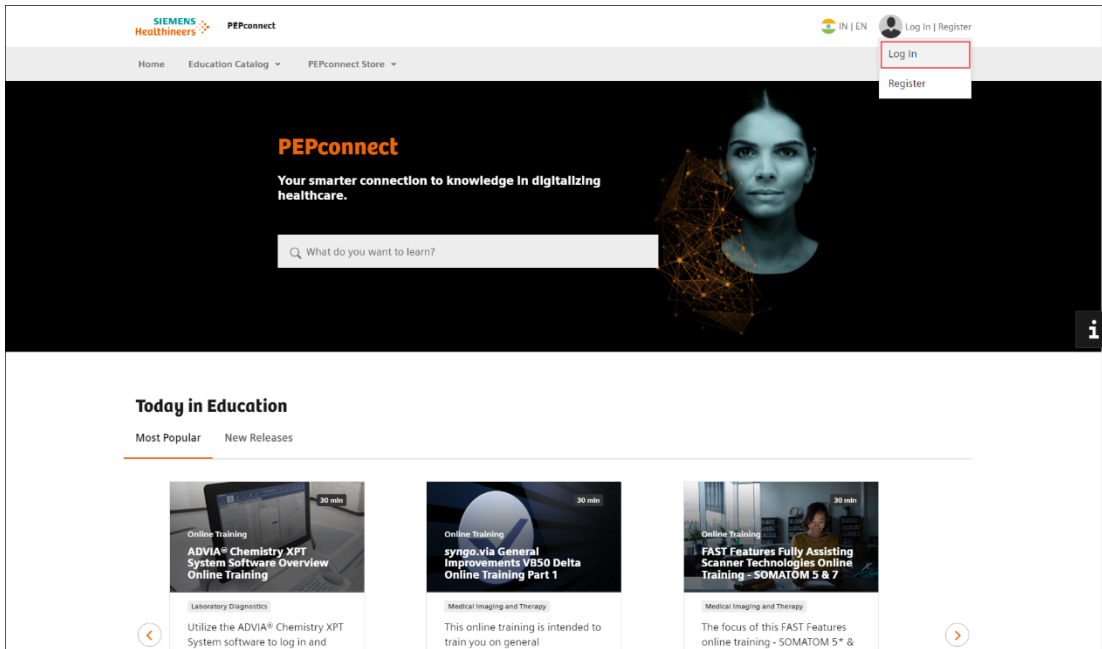 SIEMENS
Healthineers
PEPconnect
IN | EN
Log In | Register
Log In
Register
Home
Education Catalog
PEPconnect Store
PEPconnect
Your smarter connection to knowledge in digitalizing
healthcare.
What do you want to learn?
i
Today in Education
Most Popular
New Releases
30 min
Online Training
ADVIA® Chemistry XPT
System Software Overview
Online Training
Laboratory Diagnostics
Utilize the ADVIA® Chemistry XPT
System software to log in and
30 min
Online Training
syngo.via General
Improvements VB50 Delta
Online Training Part 1
Medical Imaging and Therapy
This online training is intended to
train you on general
30 min
Online Training
FAST Features Fully Assisting
Scanner Technologies Online
Training - SOMATOM 5 & 7
Medical Imaging and Therapy
The focus of this FAST Features
online training - SOMATOM 5* &